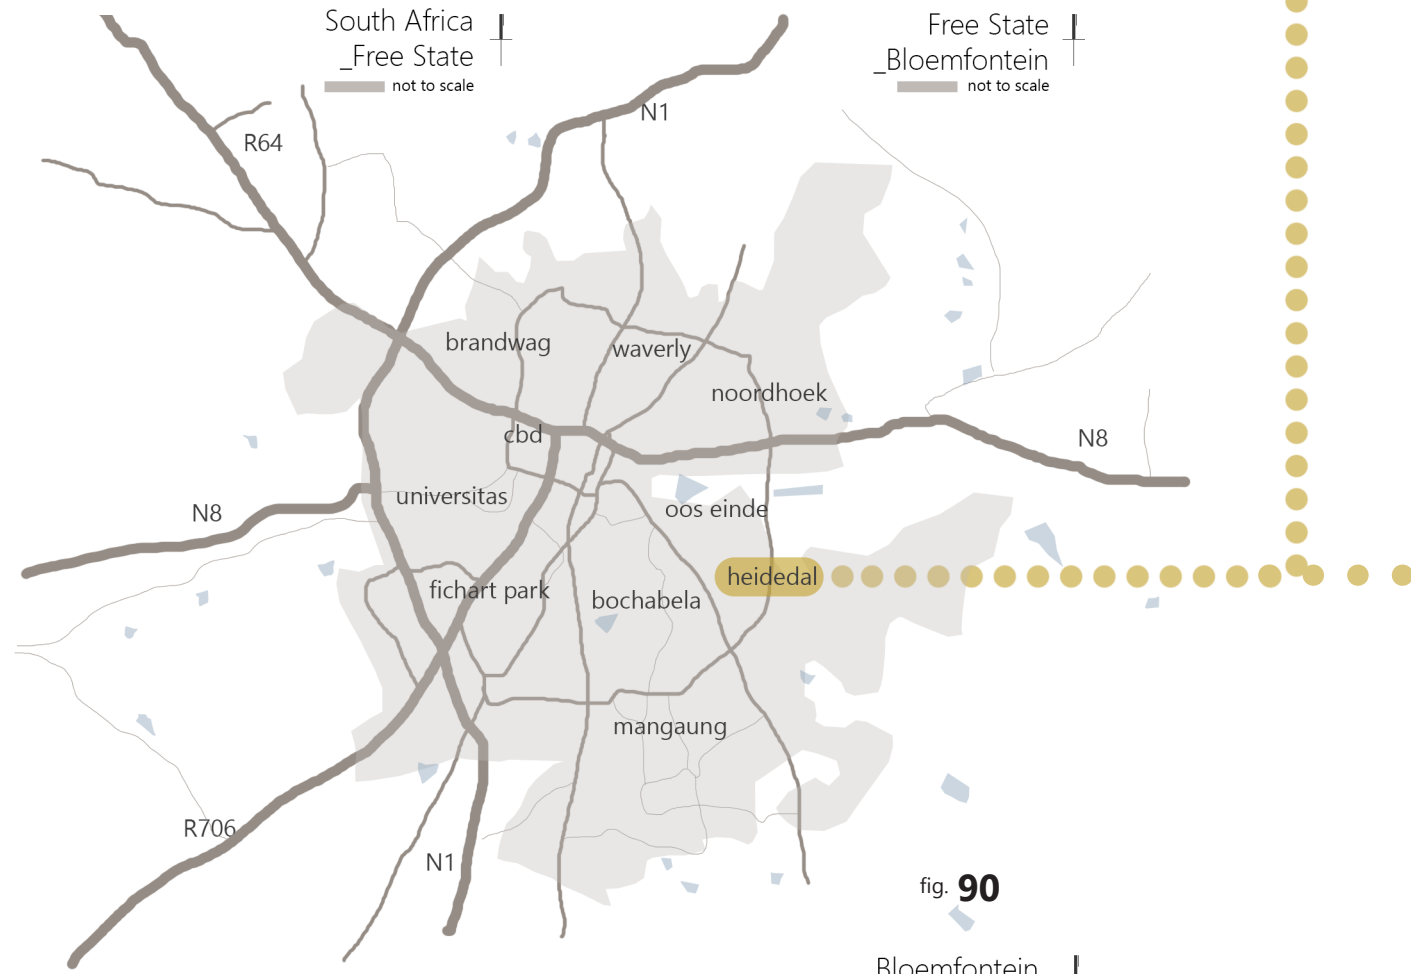 South Africa
_Free State
not to scale
Free State
_Bloemfontein
not to scale
N1
R64
brandwag
waverly
noordhoek
cbd
N8
universitas
oos einde
N8
heidedal
fichart park
bochabela
mangaung
R706
N1
fig. 90
Bloemfontein